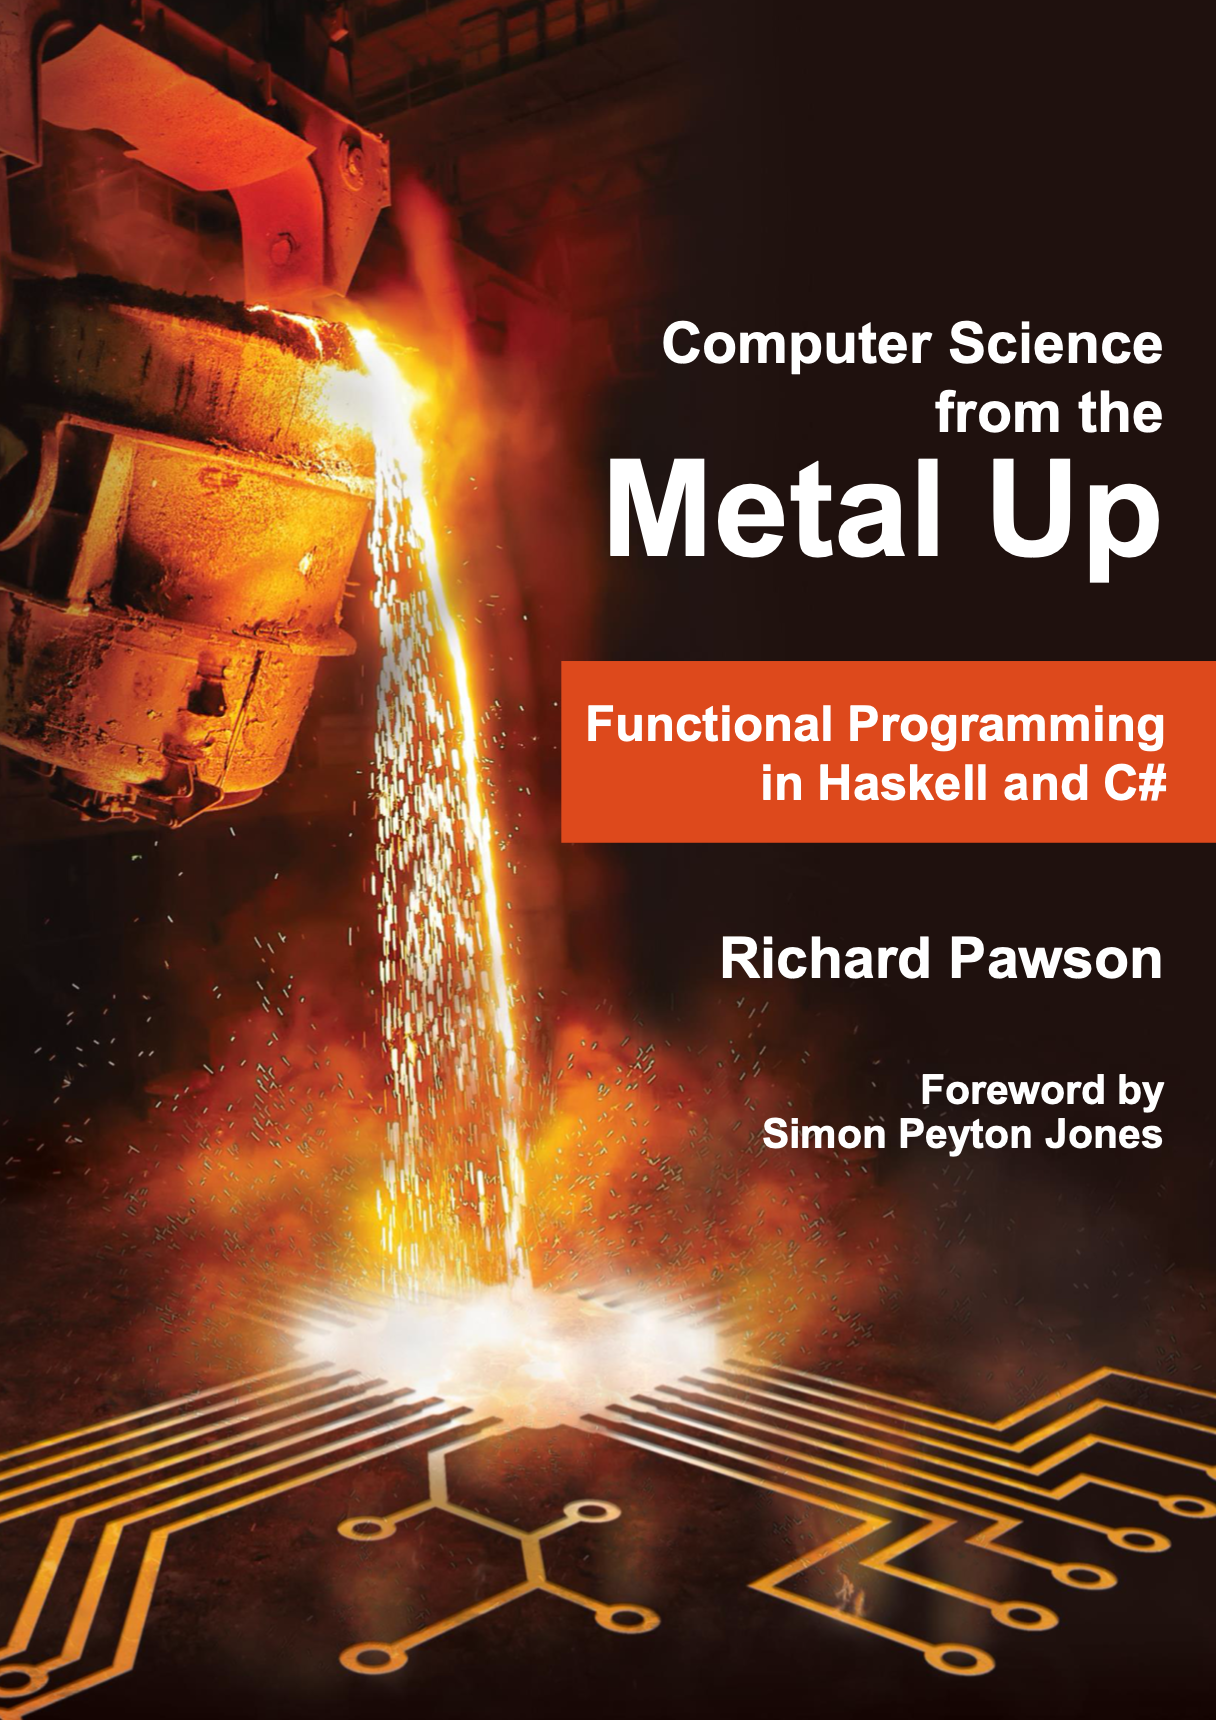 Computer Science
from the
Metal Up
Functional Programming
in Haskell and C#
Richard Pawson
Foreword by
Simon Peyton Jones